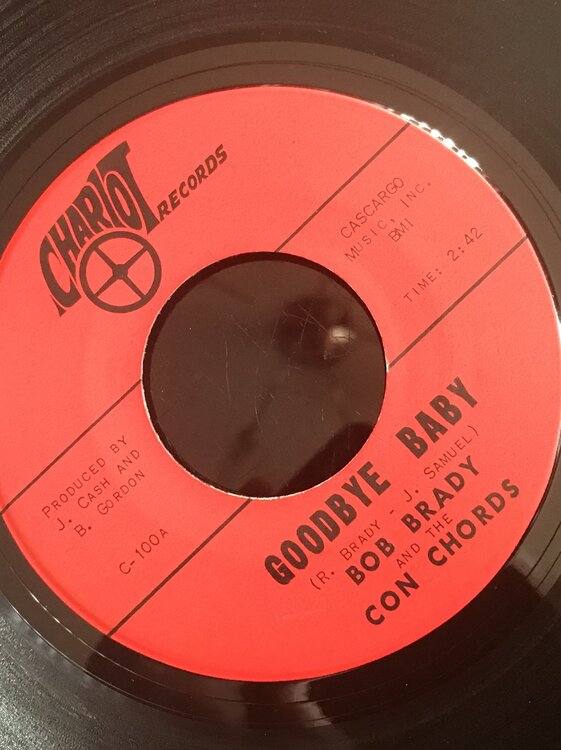 CHARIOT
RECORDS
CASCARGO
MUSIC, INC.
BMI
TIME: 2:42
PRODUCED BY
J. CASH AND
B. GORDON
C-100A
GOODBYE BABY
(R. BRADY - J. SAMUEL)
BOB BRADY
AND THE
CON CHORDS